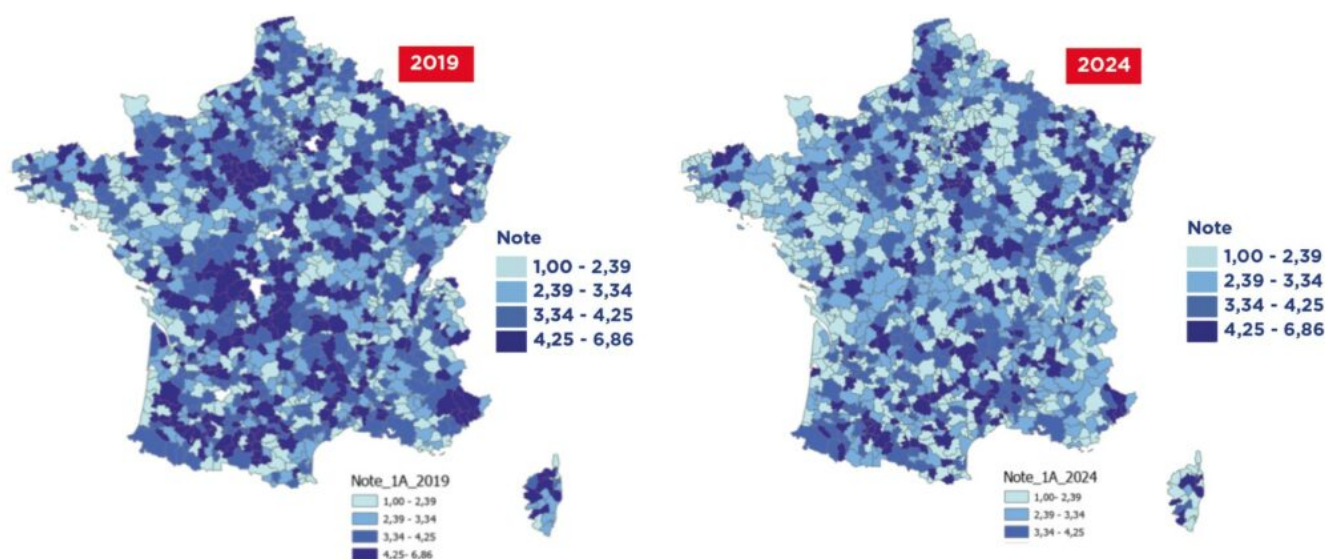 2019
Note
1,00 - 2,39
2,39 - 3,34
3,34 - 4,25
4,25 - 6,86
Note_1A_2019
1,00 - 2,39
2,39 - 3,34
3,34 - 4,25
4,25- 6,86
2024
Note
1,00 - 2,39
2,39 - 3,34
3,34 - 4,25
4,25 - 6,86
Note_1A_2024
1,00- 2,39
2,39 - 3,34
3,34 - 4,25